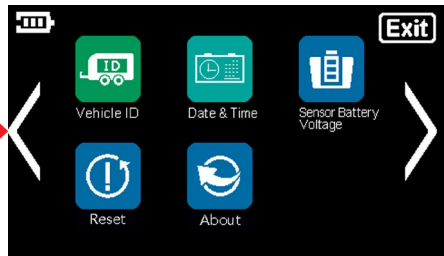 Exit
ID
Vehicle ID
Date & Time
Sensor Battery
Voltage
Reset
About